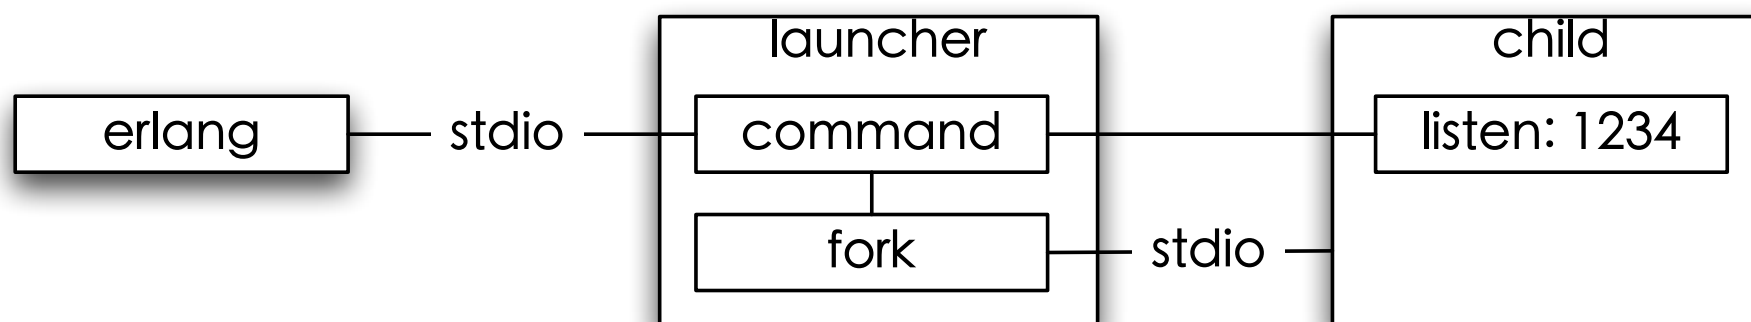 launcher
child
erlang
stdio
command
listen: 1234
fork
stdio